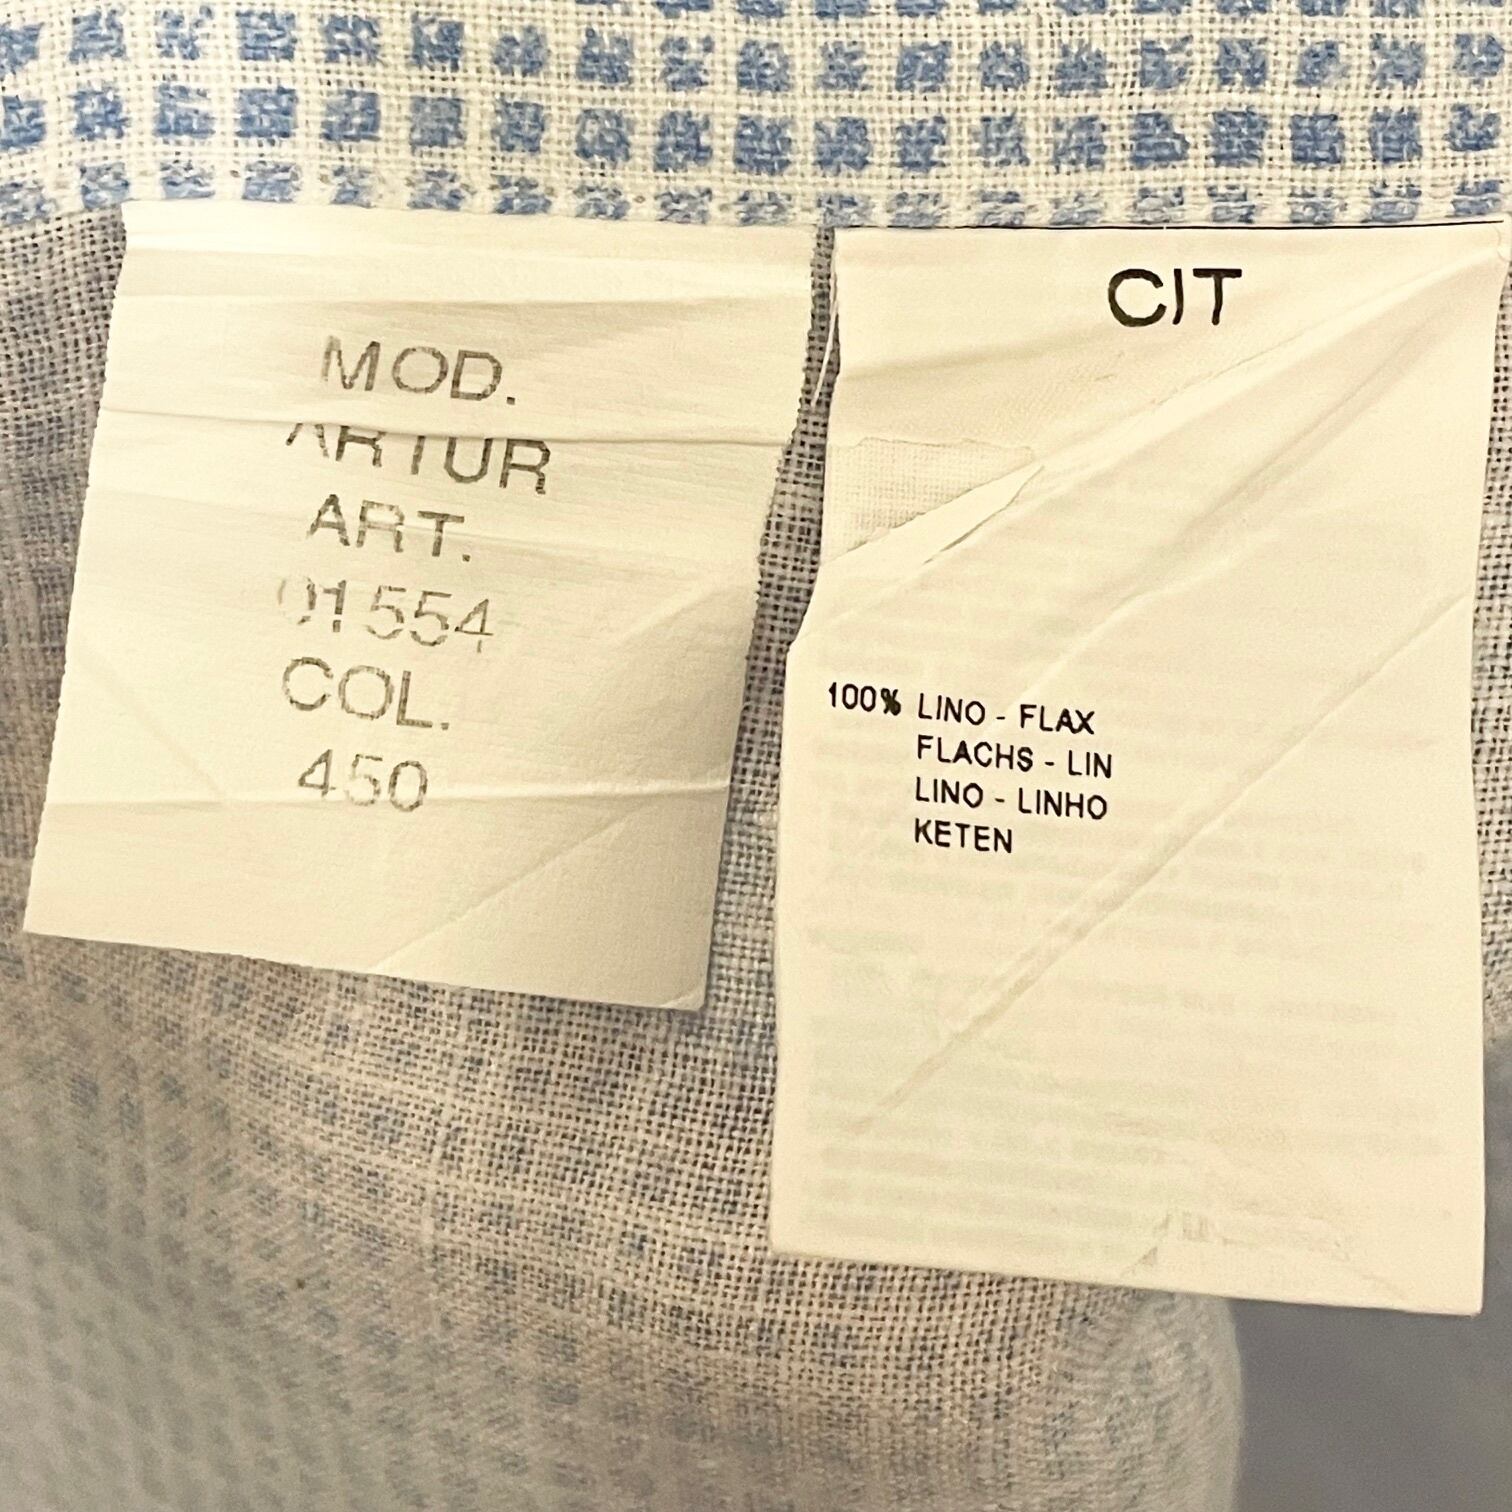 MOD.
ARTUR
ART.
01554
COL.
450
CIT
100% LINO - FLAX
FLACHS - LIN
LINO - LINHO
KETEN